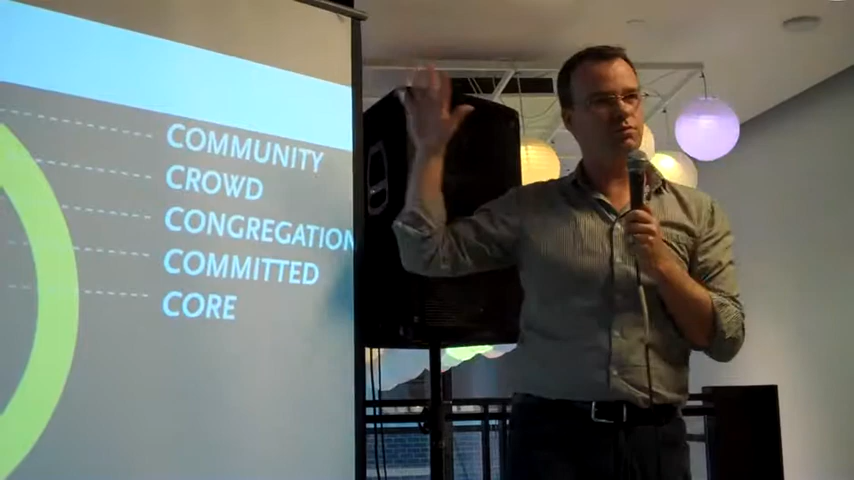 COMMUNITY
CROWD
CONGREGATION
COMMITTED
CORE